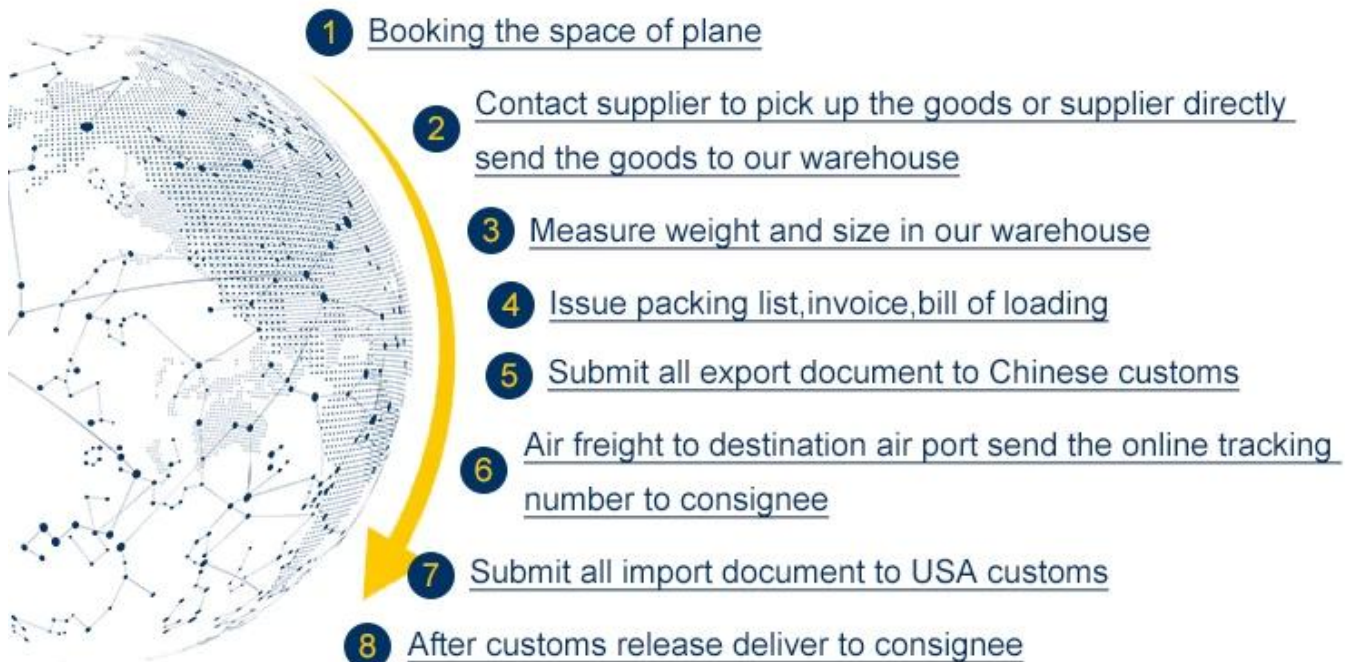 1 Booking the space of plane
2 Contact supplier to pick up the goods or supplier directly
send the goods to our warehouse
3 Measure weight and size in our warehouse
4 Issue packing list,invoice,bill of loading
5 Submit all export document to Chinese customs
6 Air freight to destination air port send the online tracking
number to consignee
7 Submit all import document to USA customs
8 After customs release deliver to consignee